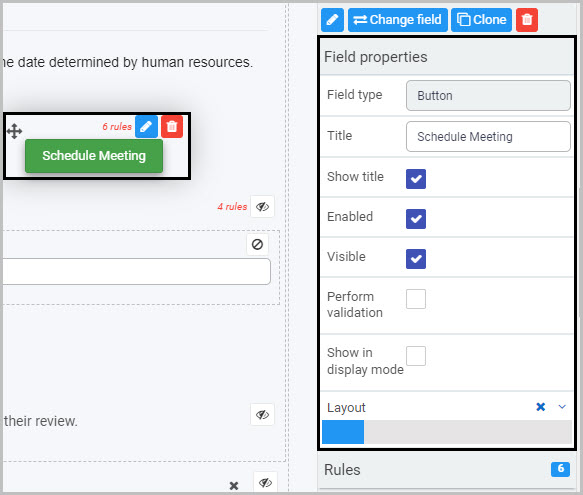 Change field
Clone
ne date determined by human resources.
6 rules
Schedule Meeting
4 rules
their review.
Field properties
Field type
Button
Title
Schedule Meeting
Show title
Enabled
Visible
Perform
validation
Show in
display mode
Layout
Rules
6